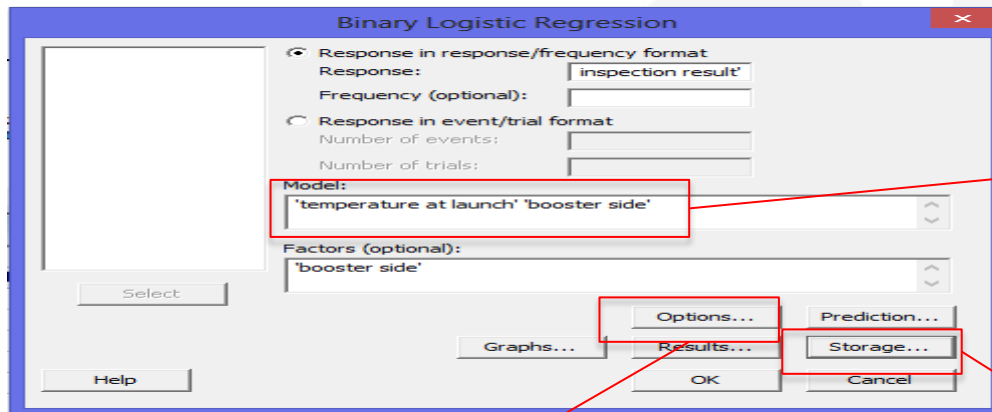 Binary Logistic Regression
Response in response/frequency format
Response: inspection result'
Frequency (optional):
Response in event/trial format
Number of events:
Number of trials:
Model:
'temperature at launch' 'booster side'
Factors (optional):
'booster side'
Select
Options... Prediction...
Graphs... Results... Storage...
Help OK Cancel